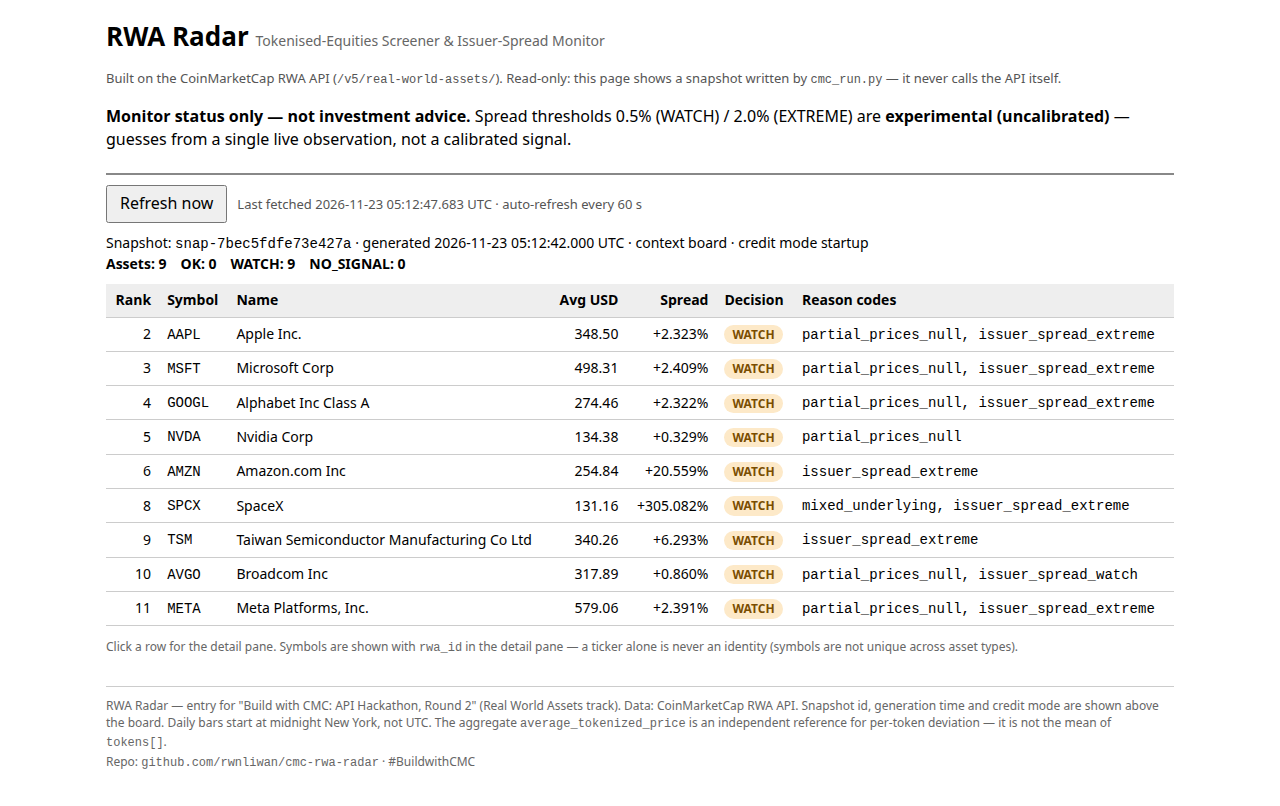 RWA Radar Tokenised-Equities Screener & Issuer-Spread Monitor
Built on the CoinMarketCap RWA API (/v5/real-world-assets/). Read-only: this page shows a snapshot written by cmc_run.py — it never calls the API itself.
Monitor status only — not investment advice. Spread thresholds 0.5% (WATCH) / 2.0% (EXTREME) are experimental (uncalibrated) —
guesses from a single live observation, not a calibrated signal.
Refresh now Last fetched 2026-11-23 05:12:47.683 UTC · auto-refresh every 60 s
Snapshot: snap-7bec5fdfe73e427a · generated 2026-11-23 05:12:42.000 UTC · context board · credit mode startup
Assets: 9 OK: 0 WATCH: 9 NO_SIGNAL: 0
Rank Symbol Name Avg USD Spread Decision Reason codes
2 AAPL Apple Inc. 348.50 +2.323% WATCH partial_prices_null, issuer_spread_extreme
3 MSFT Microsoft Corp 498.31 +2.409% WATCH partial_prices_null, issuer_spread_extreme
4 GOOGL Alphabet Inc Class A 274.46 +2.322% WATCH partial_prices_null, issuer_spread_extreme
5 NVDA Nvidia Corp 134.38 +0.329% WATCH partial_prices_null
6 AMZN Amazon.com Inc 254.84 +20.559% WATCH issuer_spread_extreme
8 SPCX SpaceX 131.16 +305.082% WATCH mixed_underlying, issuer_spread_extreme
9 TSM Taiwan Semiconductor Manufacturing Co Ltd 340.26 +6.293% WATCH issuer_spread_extreme
10 AVGO Broadcom Inc 317.89 +0.860% WATCH partial_prices_null, issuer_spread_watch
11 META Meta Platforms, Inc. 579.06 +2.391% WATCH partial_prices_null, issuer_spread_extreme
Click a row for the detail pane. Symbols are shown with rwa_id in the detail pane — a ticker alone is never an identity (symbols are not unique across asset types).
RWA Radar — entry for "Build with CMC: API Hackathon, Round 2" (Real World Assets track). Data: CoinMarketCap RWA API. Snapshot id, generation time and credit mode are shown above
the board. Daily bars start at midnight New York, not UTC. The aggregate average_tokenized_price is an independent reference for per-token deviation — it is not the mean of
tokens[].
Repo: github.com/rwnliwan/cmc-rwa-radar · #BuildwithCMC